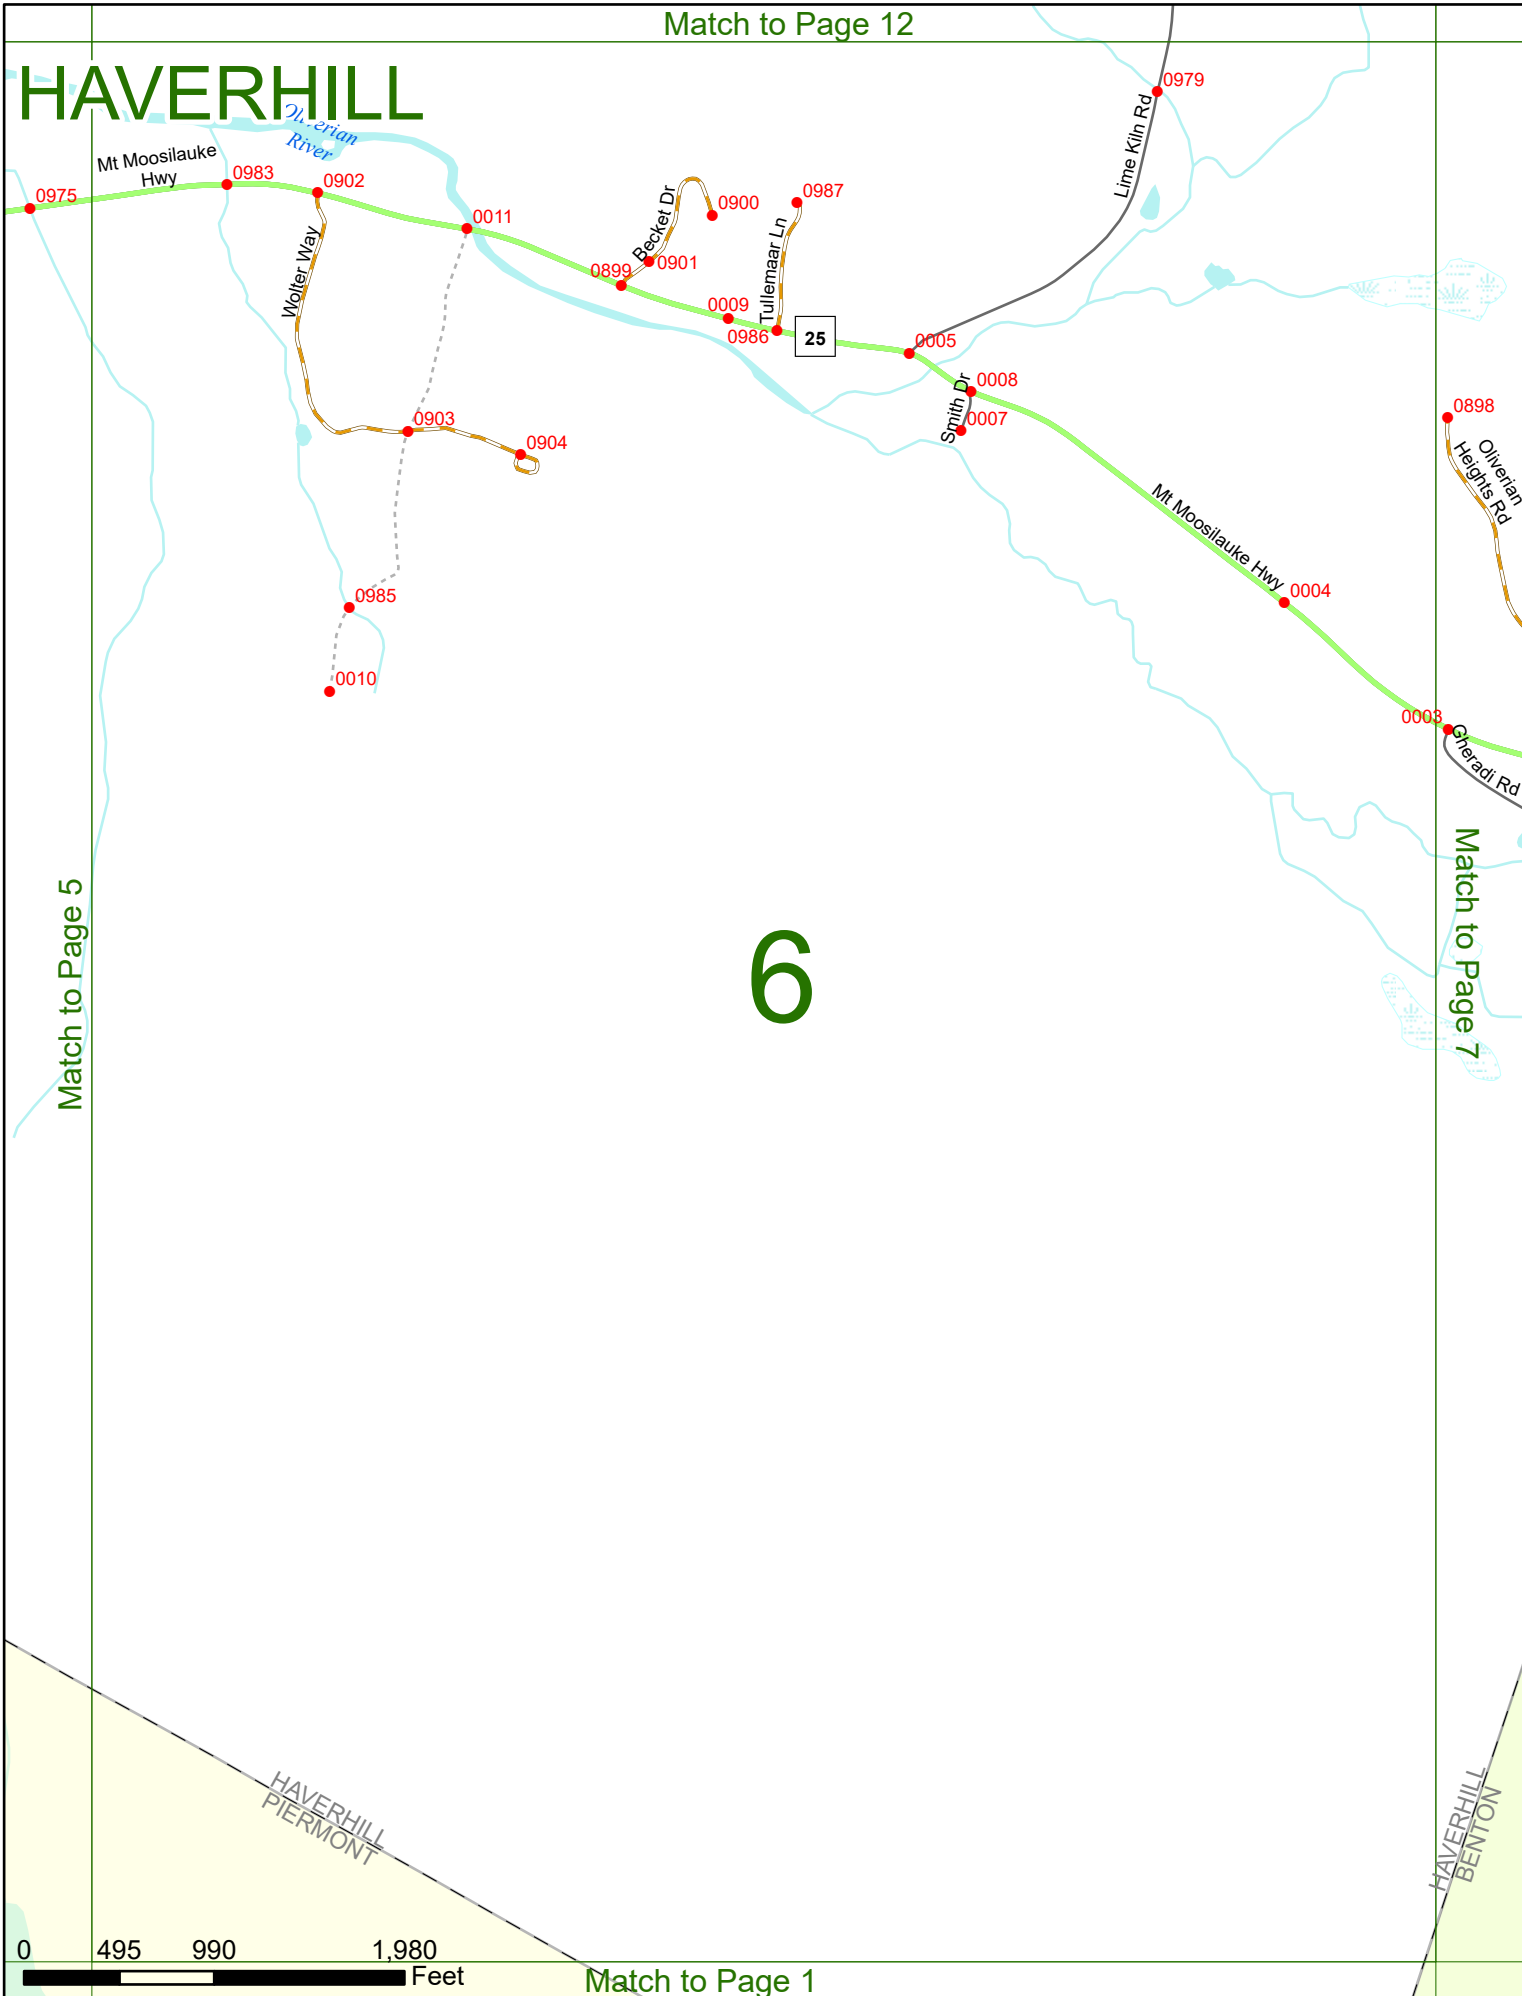 Match to Page 12
HAVERHILL
Oliverian
River
0979
Lime Kiln Rd
Mt Moosilauke
Hwy
0983
0902
0975
0011
Becket Dr
0900
0987
Wolter Way
0901
0899
Tullemaar Ln
0009
0986
25
0005
0008
Smith Dr
0007
0898
Oliverian
Heights Rd
0903
0904
Mt Moosilauke Hwy
0004
0985
0010
0003
Gheradi Rd
Match to Page 5
6
Match to Page 7
HAVERHILL
PIERMONT
HAVERHILL
BENTON
0 495 990 1,980
Feet
Match to Page 1